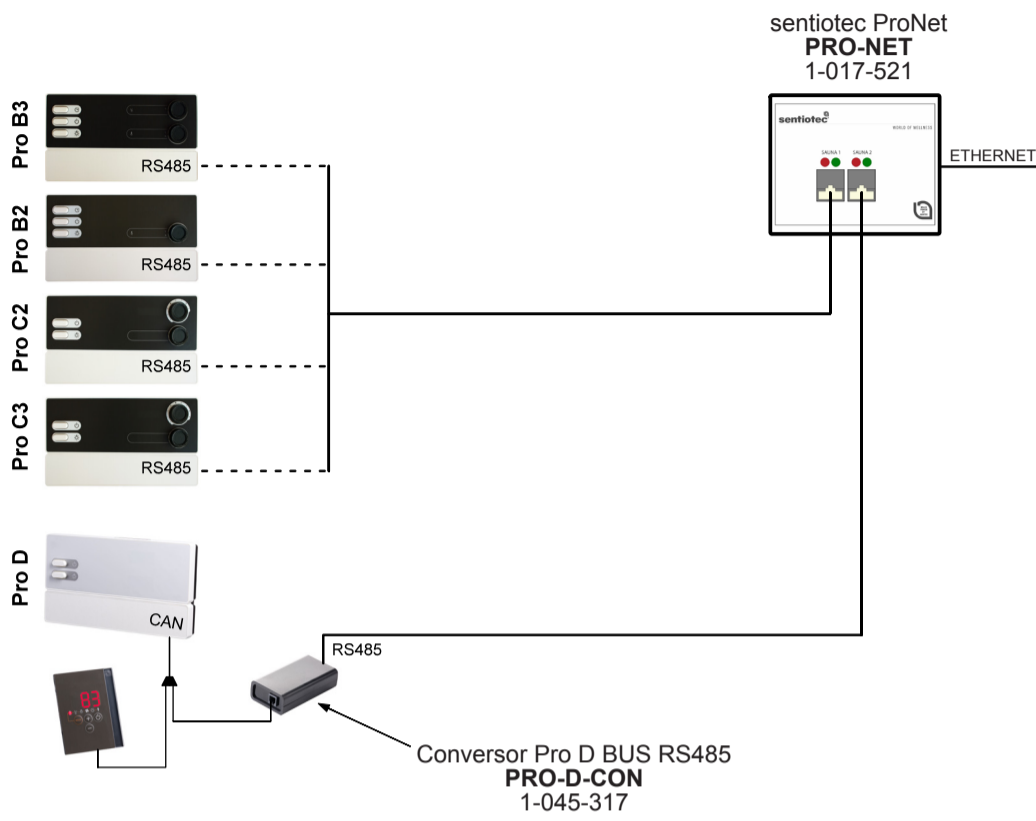 sentiotec ProNet
PRO-NET
1-017-521
sentiotec
WORLD OF WELLNESS
SAUNA 1
SAUNA 2
ETHERNET
Pro B3
RS485
Pro B2
RS485
Pro C2
RS485
Pro C3
RS485
Pro D
CAN
83
RS485
Conversor Pro D BUS RS485
PRO-D-CON
1-045-317